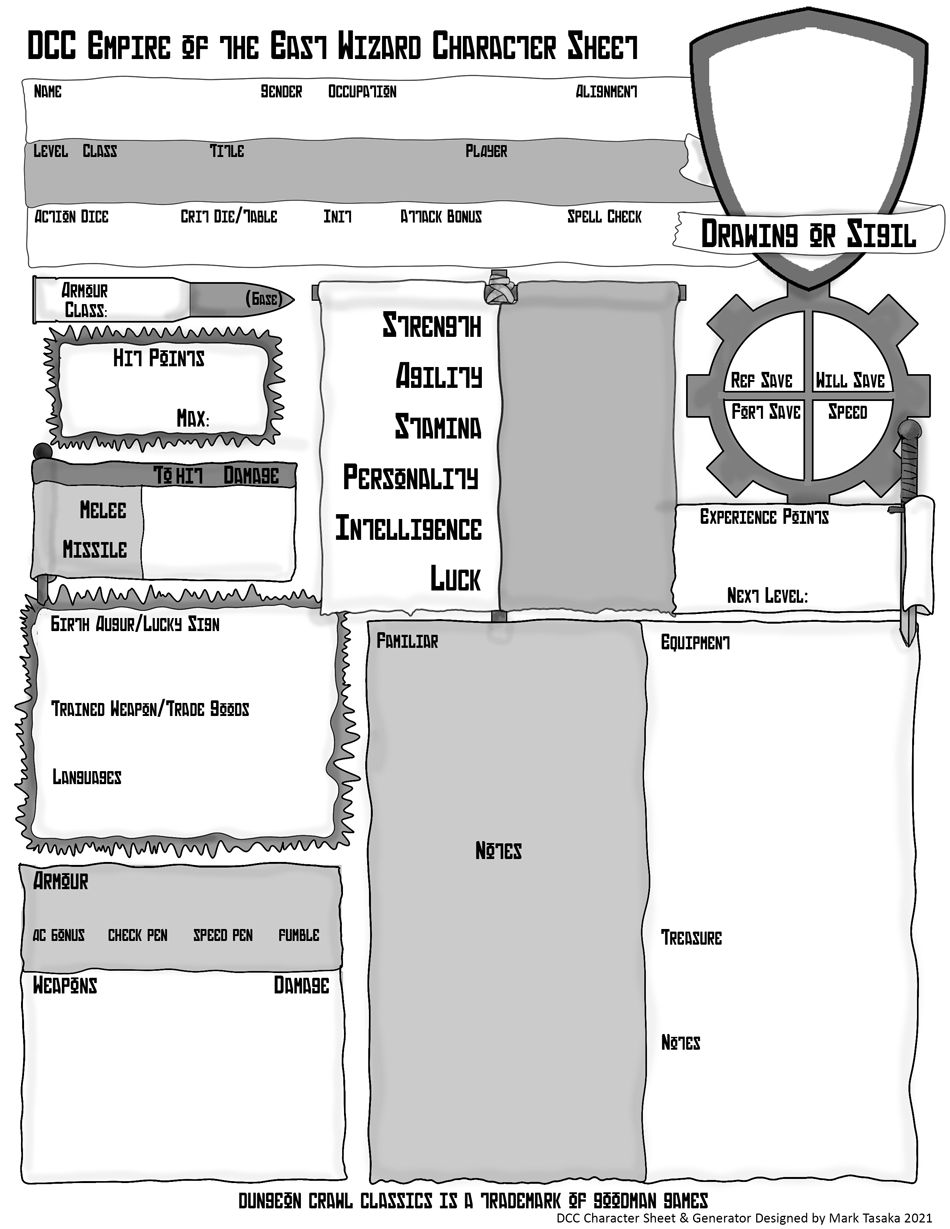 DCC Empire of the East Wizard Character Sheet
Name Gender Occupation Alignment
Level Class Title Player
Action Dice Crit Die/Table Init Attack Bonus Spell Check
Drawing or Sigil
Armour Class: (Base)
Hit Points
Max:
To Hit Damage
Melee
Missile
Strength
Agility
Stamina
Personality
Intelligence
Luck
Ref Save Will Save
Fort Save Speed
Experience Points
Next Level:
Birth Augur/Lucky Sign
Trained Weapon/Trade Goods
Languages
Armour
AC Bonus Check Pen Speed Pen Fumble
Weapons Damage
Familiar
Notes
Equipment
Treasure
Notes
Dungeon Crawl Classics is a trademark of Goodman Games
DCC Character Sheet & Generator Designed by Mark Tasaka 2021